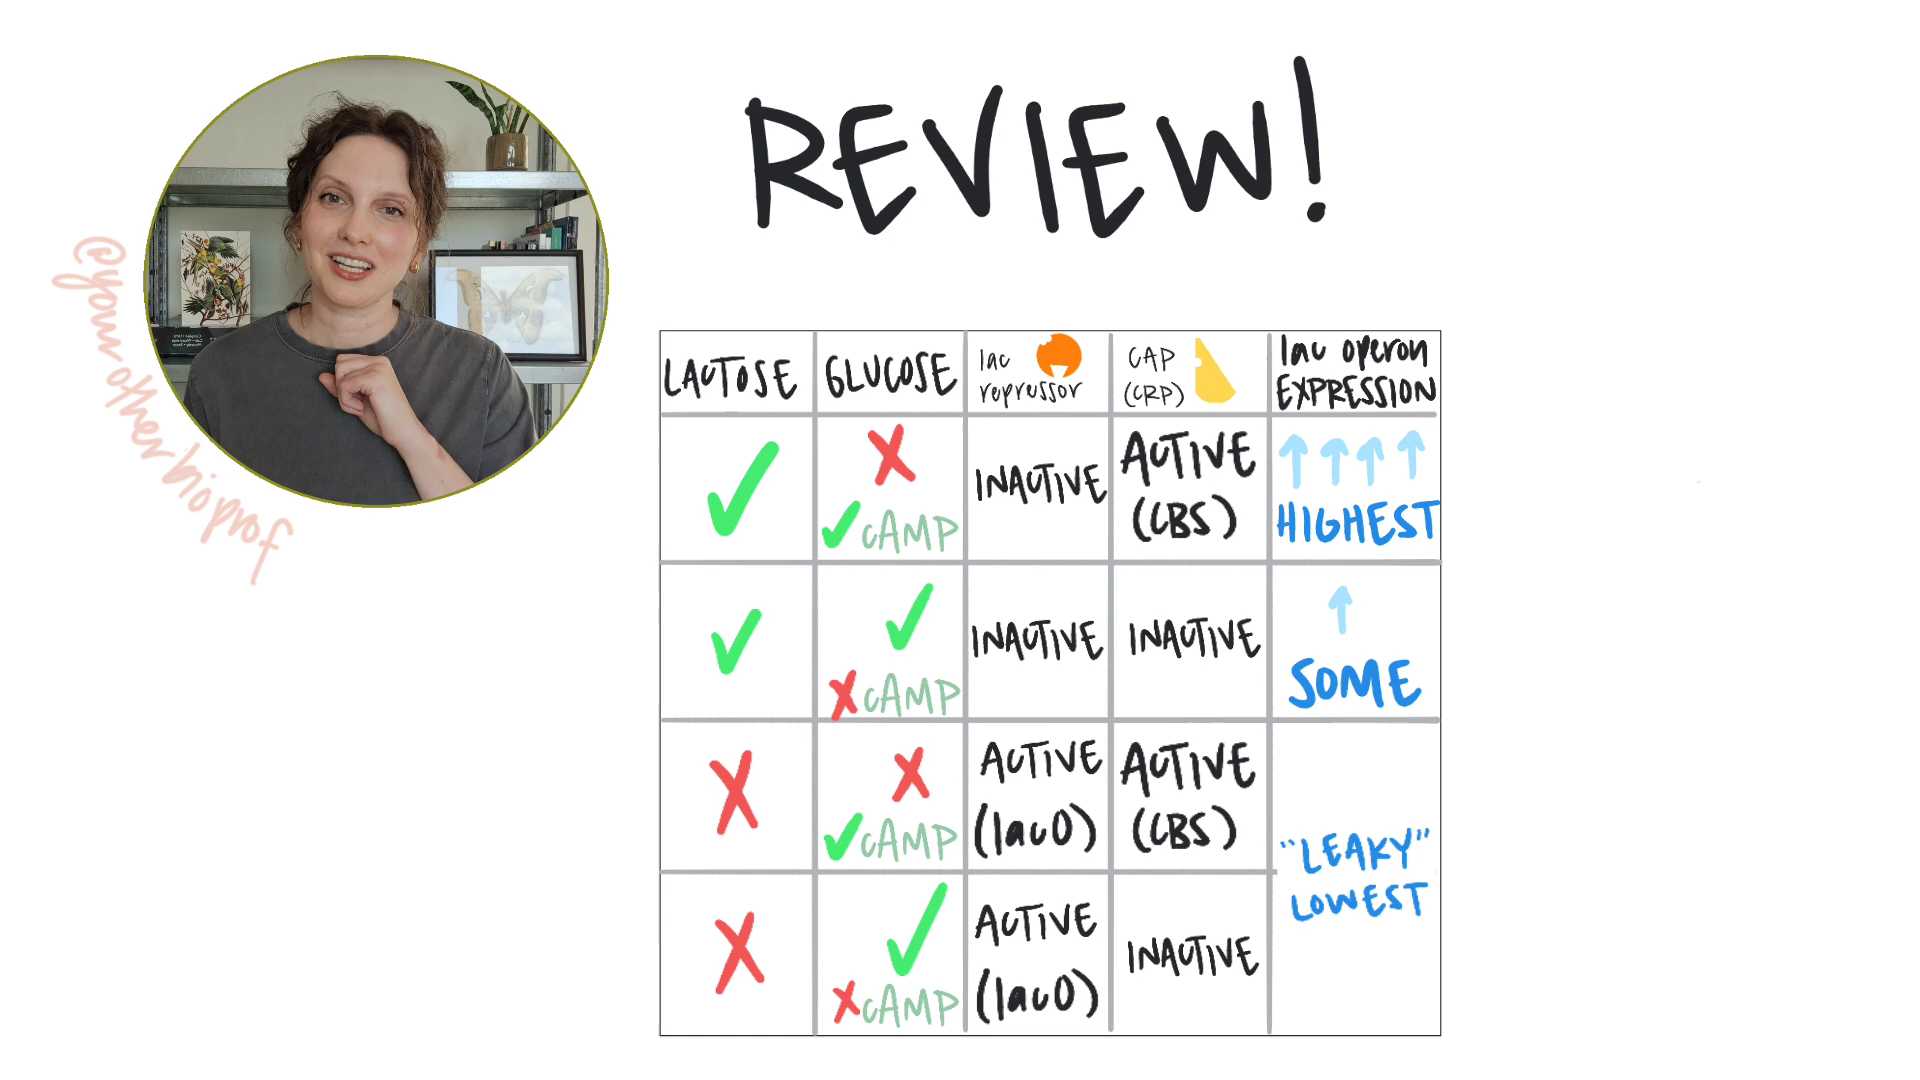 @yourotherbioprof
REVIEW!
LACTOSE
GLUCOSE
lac
repressor
CAP
(CRP)
lac operon
EXPRESSION
cAMP
INACTIVE
ACTIVE
(CBS)
HIGHEST
cAMP
INACTIVE
INACTIVE
SOME
cAMP
ACTIVE
(lacO)
ACTIVE
(CBS)
"LEAKY"
LOWEST
cAMP
ACTIVE
(lacO)
INACTIVE